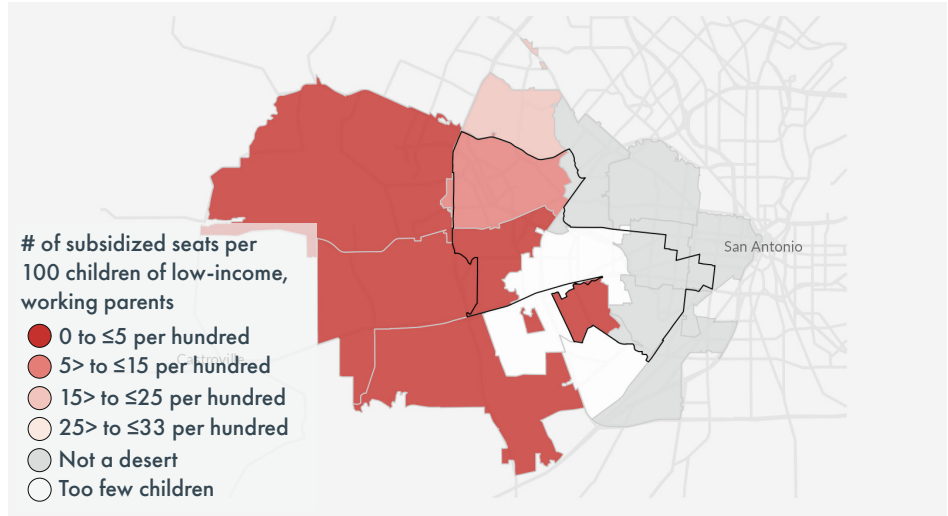 San Antonio
# of subsidized seats per
100 children of low-income,
working parents
0 to ≤5 per hundred
Castroville
5> to ≤15 per hundred
15> to ≤25 per hundred
25> to ≤33 per hundred
Not a desert
Too few children